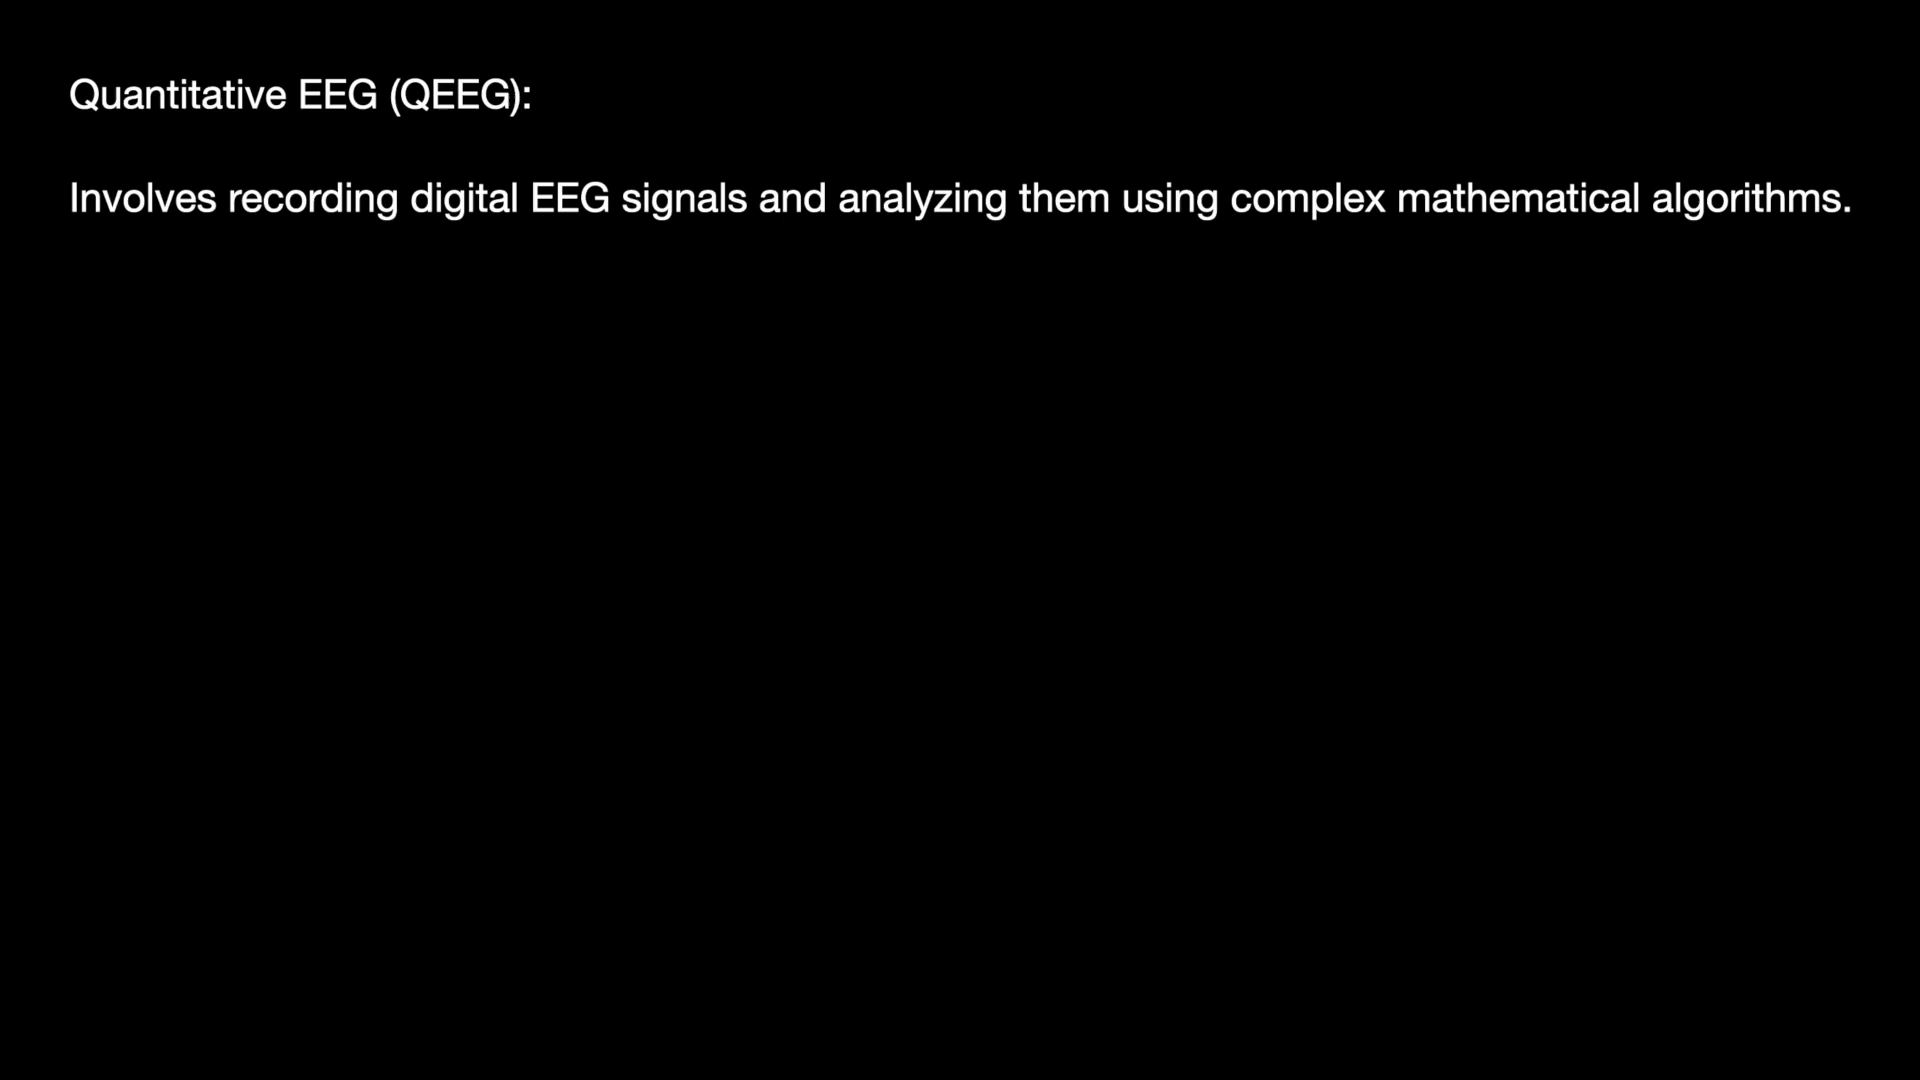 Quantitative EEG (QEEG):
Involves recording digital EEG signals and analyzing them using complex mathematical algorithms.